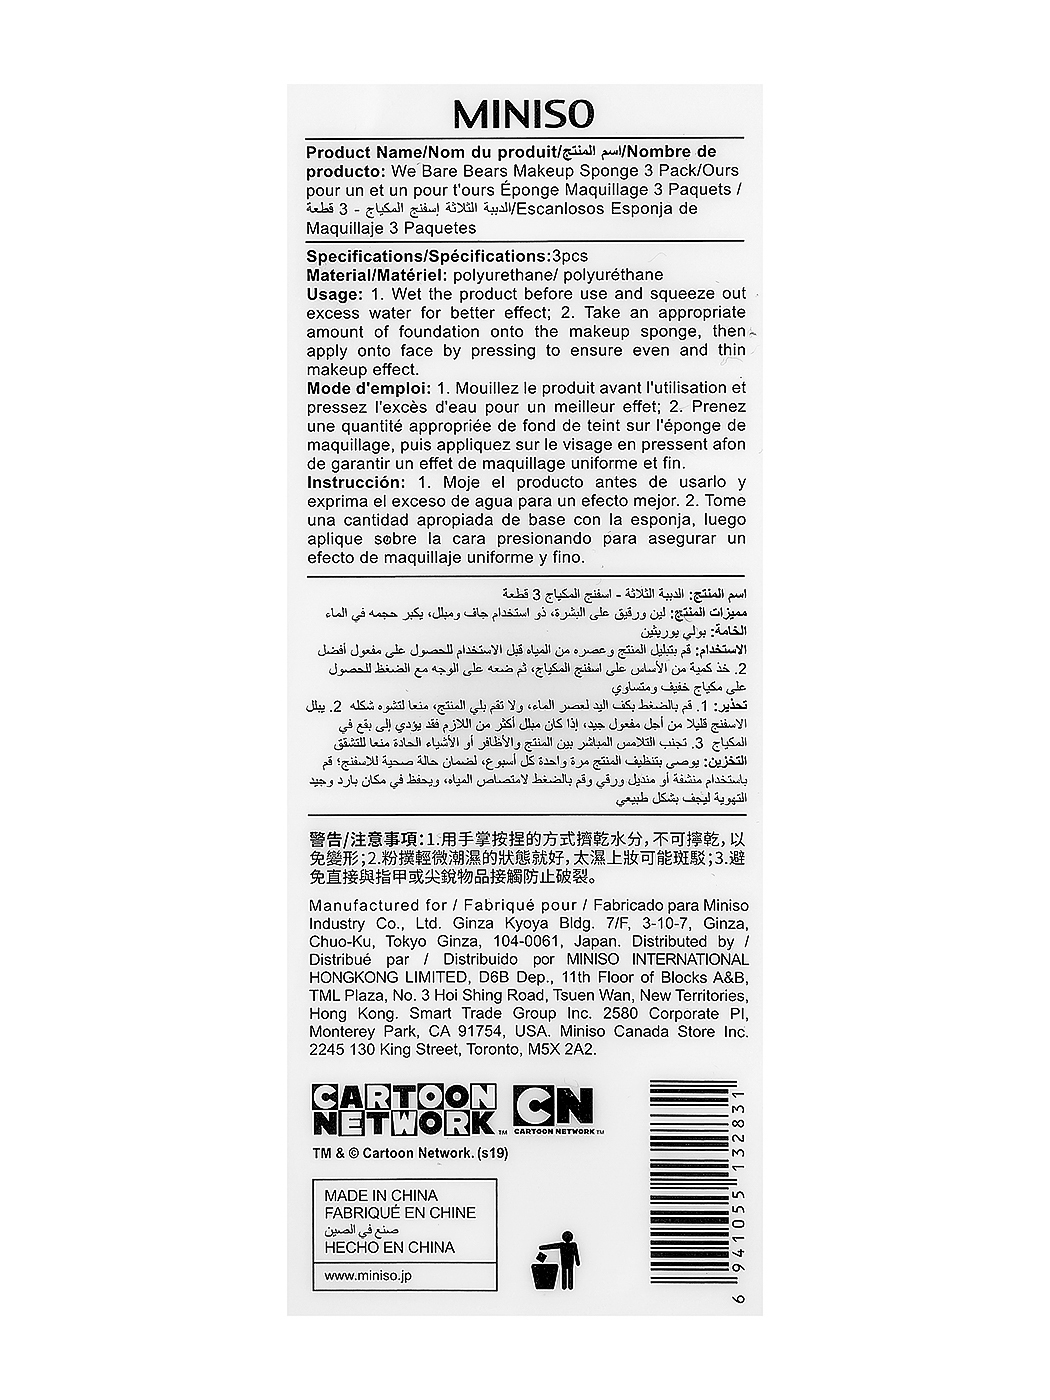 MINISO
Product Name/Nom du produit/اسم المنتج/Nombre de
producto: We Bare Bears Makeup Sponge 3 Pack/Ours
pour un et un pour t'ours Éponge Maquillage 3 Paquets /
الدببة الثلاثة إسفنج المكياج - 3 قطعة/Escanlosos Esponja de
Maquillaje 3 Paquetes
Specifications/Spécifications:3pcs
Material/Matériel: polyurethane/ polyuréthane
Usage: 1. Wet the product before use and squeeze out
excess water for better effect; 2. Take an appropriate
amount of foundation onto the makeup sponge, then
apply onto face by pressing to ensure even and thin
makeup effect.
Mode d'emploi: 1. Mouillez le produit avant l'utilisation et
pressez l'excès d'eau pour un meilleur effet; 2. Prenez
une quantité appropriée de fond de teint sur l'éponge de
maquillage, puis appliquez sur le visage en pressent afon
de garantir un effet de maquillage uniforme et fin.
Instrucción: 1. Moje el producto antes de usarlo y
exprima el exceso de agua para un efecto mejor. 2. Tome
una cantidad apropiada de base con la esponja, luego
aplique sobre la cara presionando para asegurar un
efecto de maquillaje uniforme y fino.
اسم المنتج: الدببة الثلاثة - اسفنج المكياج 3 قطعة
مميزات المنتج: لين ورقيق على البشرة، ذو استخدام جاف ومبلل، يكبر حجمه في الماء
الخامة: بولي يوريثين
الاستخدام: قم بتبليل المنتج وعصره من المياه قبل الاستخدام للحصول على مفعول أفضل
2. خذ كمية من الأساس على اسفنج المكياج، ثم ضعه على الوجه مع الضغط للحصول
على مكياج خفيف ومتساوي
تحذير: 1. قم بالضغط بكف اليد لعصر الماء، ولا تقم بلي المنتج، منعا لتشوه شكله 2. يبلل
الاسفنج قليلا من أجل مفعول جيد، إذا كان مبلل أكثر من اللازم فقد يؤدي إلى بقع في
المكياج 3. تجنب التلامس المباشر بين المنتج والأظافر أو الأشياء الحادة منعا للتشقق
التخزين: يوصى بتنظيف المنتج مرة واحدة كل أسبوع، لضمان حالة صحية للاسفنج؛ قم
باستخدام منشفة أو منديل ورقي وقم بالضغط لامتصاص المياه، ويحفظ في مكان بارد وجيد
التهوية ليجف بشكل طبيعي
警告/注意事項：1.用手掌按捏的方式擠乾水分，不可擰乾，以
免變形；2.粉撲輕微潮濕的狀態就好，太濕上妝可能斑駁；3.避
免直接與指甲或尖銳物品接觸防止破裂。
Manufactured for / Fabriqué pour / Fabricado para Miniso
Industry Co., Ltd. Ginza Kyoya Bldg. 7/F, 3-10-7, Ginza,
Chuo-Ku, Tokyo Ginza, 104-0061, Japan. Distributed by /
Distribué par / Distribuido por MINISO INTERNATIONAL
HONGKONG LIMITED, D6B Dep., 11th Floor of Blocks A&B,
TML Plaza, No. 3 Hoi Shing Road, Tsuen Wan, New Territories,
Hong Kong. Smart Trade Group Inc. 2580 Corporate Pl,
Monterey Park, CA 91754, USA. Miniso Canada Store Inc.
2245 130 King Street, Toronto, M5X 2A2.
CARTOON
NETWORK TM
CN
CARTOON NETWORK TM
TM & © Cartoon Network. (s19)
MADE IN CHINA
FABRIQUÉ EN CHINE
صنع في الصين
HECHO EN CHINA
www.miniso.jp
6 941055 132831